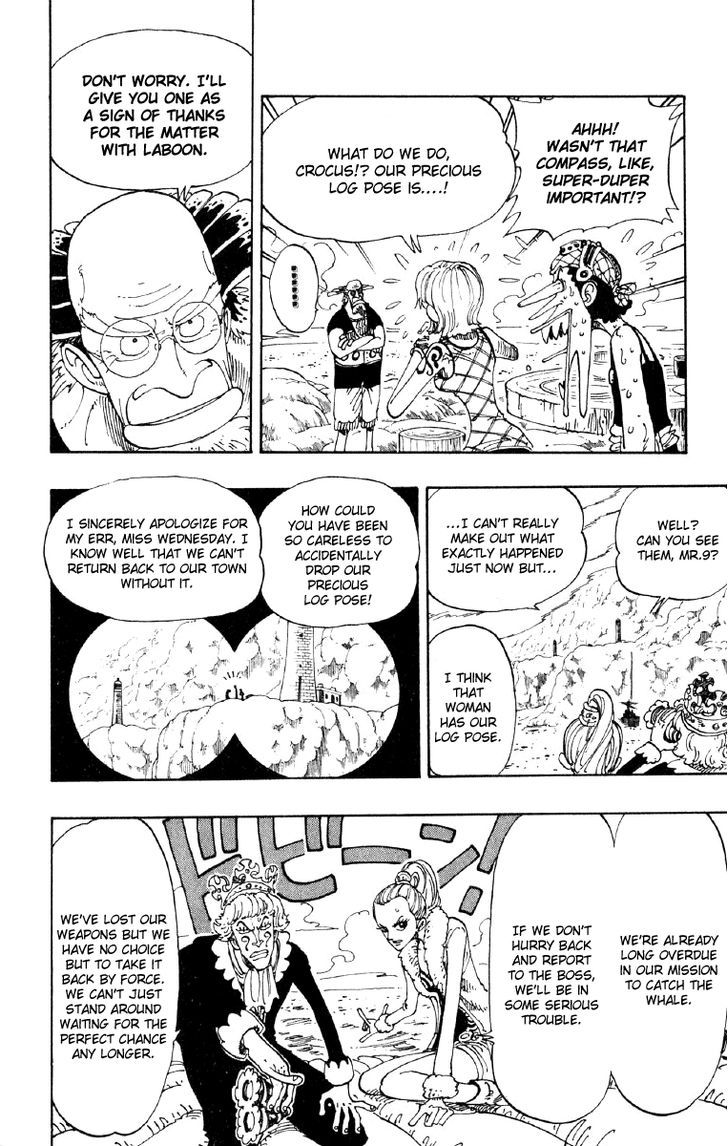 AHHH!
WASN'T THAT
COMPASS, LIKE,
SUPER-DUPER
IMPORTANT!?
WHAT DO WE DO,
CROCUS!? OUR PRECIOUS
LOG POSE IS....!
DON'T WORRY. I'LL
GIVE YOU ONE AS
A SIGN OF THANKS
FOR THE MATTER
WITH LABOON.
WELL?
CAN YOU SEE
THEM, MR.9?
...I CAN'T REALLY
MAKE OUT WHAT
EXACTLY HAPPENED
JUST NOW BUT...
I THINK
THAT
WOMAN
HAS OUR
LOG POSE.
HOW COULD
YOU HAVE BEEN
SO CARELESS TO
ACCIDENTALLY
DROP OUR
PRECIOUS
LOG POSE!
I SINCERELY APOLOGIZE FOR
MY ERR, MISS WEDNESDAY. I
KNOW WELL THAT WE CAN'T
RETURN BACK TO OUR TOWN
WITHOUT IT.
WE'RE ALREADY
LONG OVERDUE
IN OUR MISSION
TO CATCH THE
WHALE.
IF WE DON'T
HURRY BACK
AND REPORT
TO THE BOSS,
WE'LL BE IN
SOME SERIOUS
TROUBLE.
ドビーン!
WE'VE LOST OUR
WEAPONS BUT WE
HAVE NO CHOICE
BUT TO TAKE IT
BACK BY FORCE.
WE CAN'T JUST
STAND AROUND
WAITING FOR THE
PERFECT CHANCE
ANY LONGER.